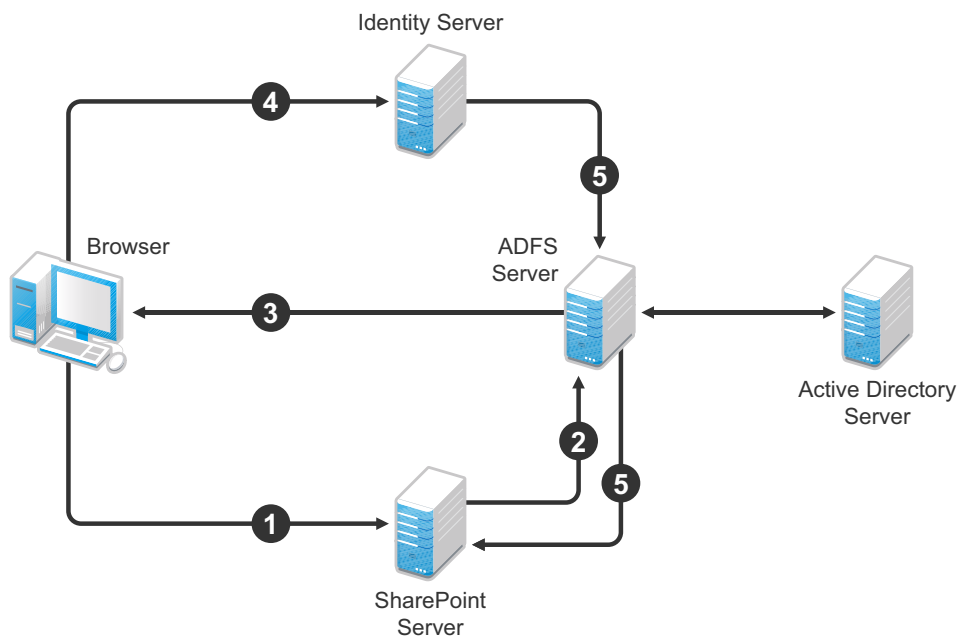 Identity Server
4
5
Browser
ADFS
Server
3
Active Directory
Server
2
5
1
SharePoint
Server